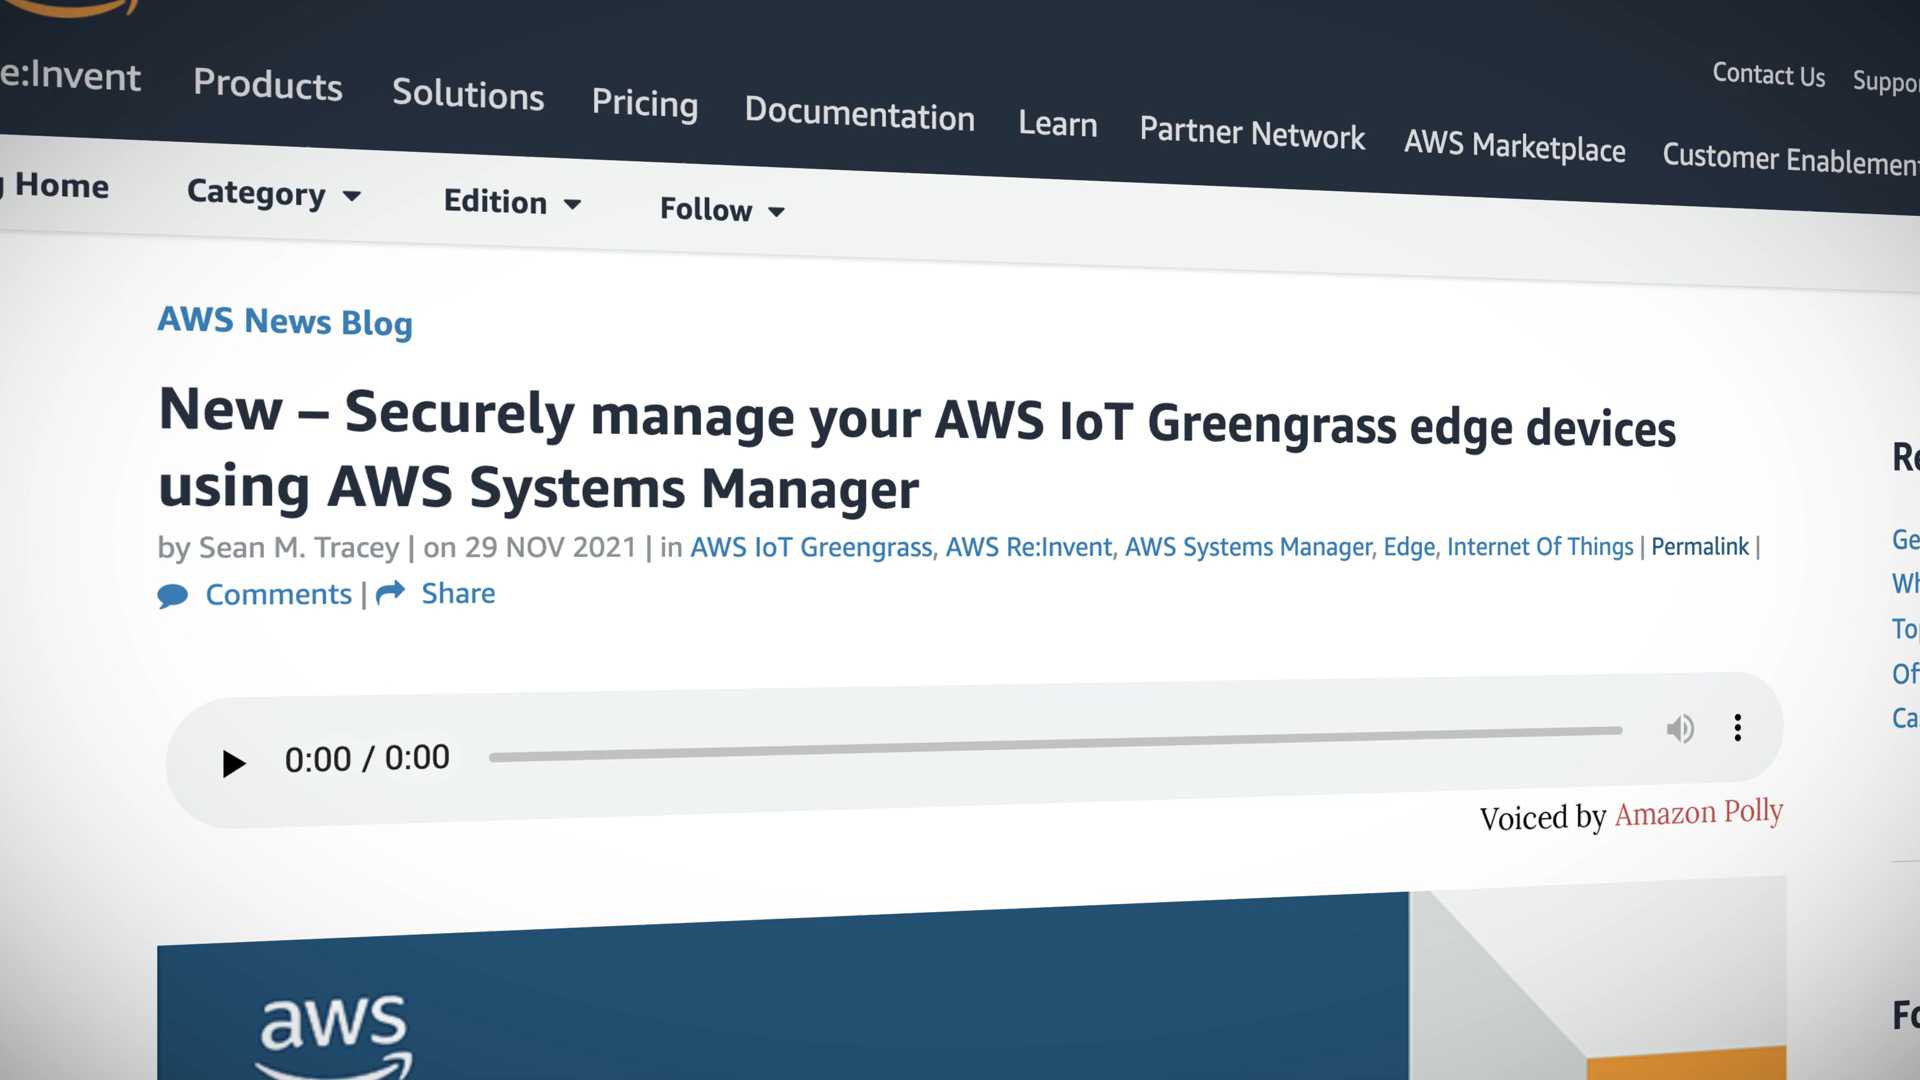 Contact Us
re:Invent Products Solutions Pricing Documentation Learn Partner Network AWS Marketplace Customer
Home Category Edition Follow
AWS News Blog
New – Securely manage your AWS IoT Greengrass edge devices
using AWS Systems Manager
by Sean M. Tracey | on 29 NOV 2021 | in AWS IoT Greengrass, AWS Re:Invent, AWS Systems Manager, Edge, Internet Of Things | Permalink |
Comments | Share
0:00 / 0:00
Voiced by Amazon Polly
aws